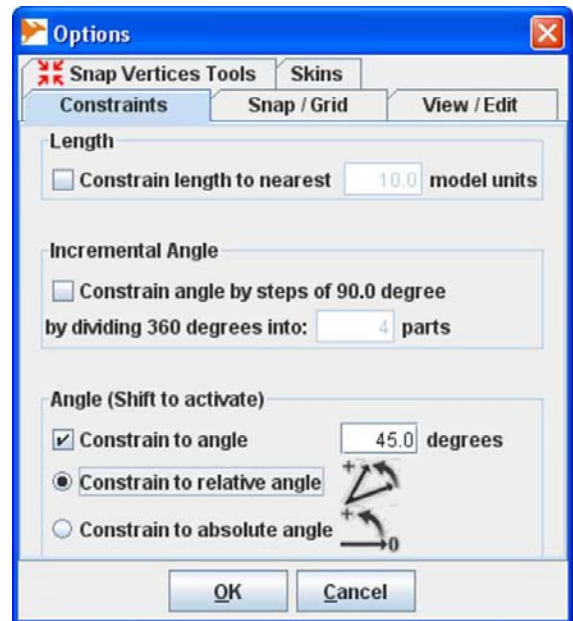 Options
Snap Vertices Tools Skins
Constraints Snap / Grid View / Edit
Length
Constrain length to nearest 10.0 model units
Incremental Angle
Constrain angle by steps of 90.0 degree
by dividing 360 degrees into: 4 parts
Angle (Shift to activate)
Constrain to angle 45.0 degrees
Constrain to relative angle
+
Constrain to absolute angle
+
0
OK Cancel